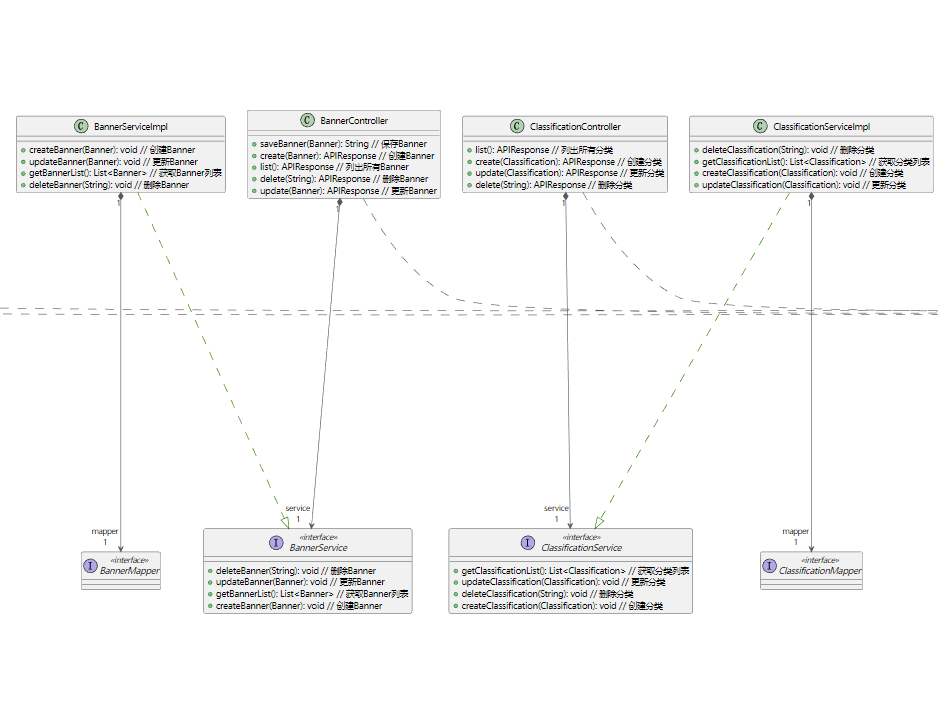 C BannerServiceImpl
createBanner(Banner): void // 创建Banner
updateBanner(Banner): void // 更新Banner
getBannerList(): List<Banner> // 获取Banner列表
deleteBanner(String): void // 删除Banner
1
C BannerController
saveBanner(Banner): String // 保存Banner
create(Banner): APIResponse // 创建Banner
list(): APIResponse // 列出所有Banner
delete(String): APIResponse // 删除Banner
update(Banner): APIResponse // 更新Banner
1
C ClassificationController
list(): APIResponse // 列出所有分类
create(Classification): APIResponse // 创建分类
update(Classification): APIResponse // 更新分类
delete(String): APIResponse // 删除分类
1
C ClassificationServiceImpl
deleteClassification(String): void // 删除分类
getClassificationList(): List<Classification> // 获取分类列表
createClassification(Classification): void // 创建分类
updateClassification(Classification): void // 更新分类
1
mapper
1
I «interface»
BannerMapper
service
1
I «interface»
BannerService
deleteBanner(String): void // 删除Banner
updateBanner(Banner): void // 更新Banner
getBannerList(): List<Banner> // 获取Banner列表
createBanner(Banner): void // 创建Banner
service
1
I «interface»
ClassificationService
getClassificationList(): List<Classification> // 获取分类列表
updateClassification(Classification): void // 更新分类
deleteClassification(String): void // 删除分类
createClassification(Classification): void // 创建分类
mapper
1
I «interface»
ClassificationMapper